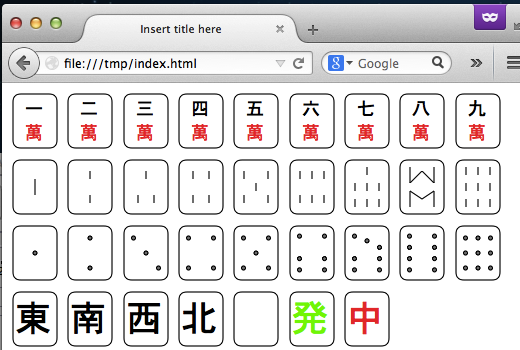 Insert title here
file:///tmp/index.html
Google
一 二 三 四 五 六 七 八 九
萬 萬 萬 萬 萬 萬 萬 萬 萬
東 南 西 北 発 中